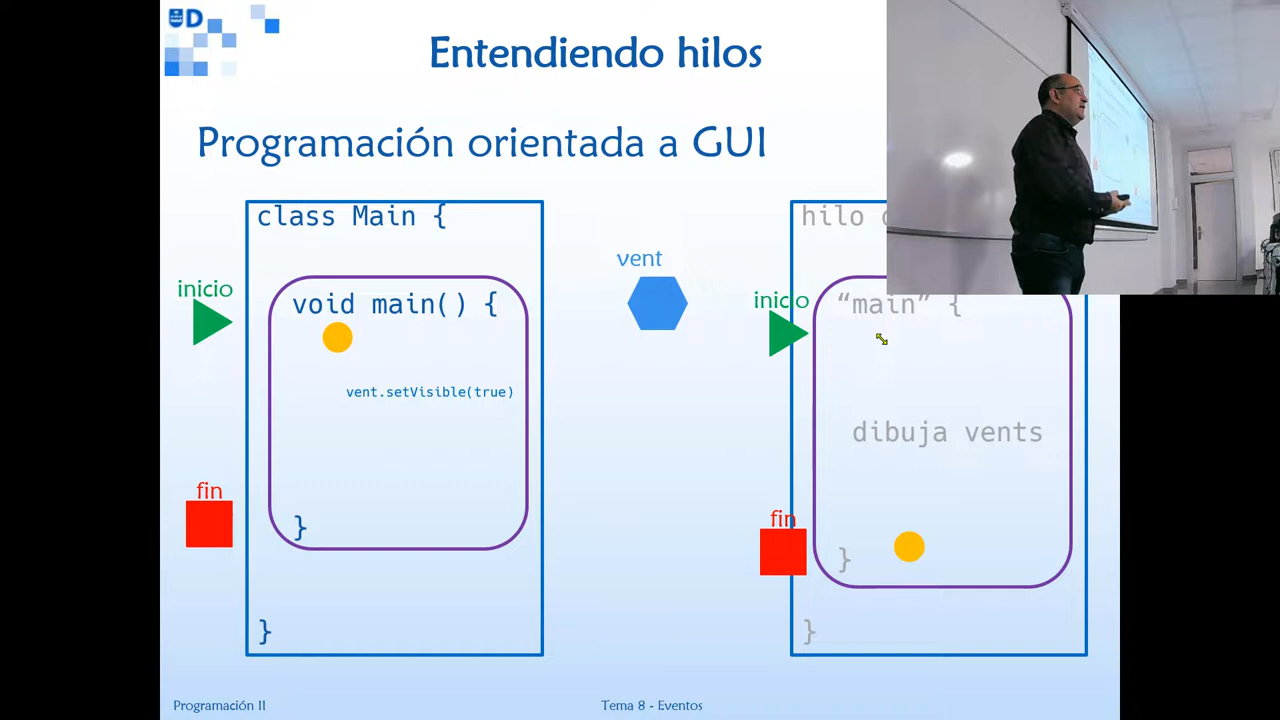 UD
Entendiendo hilos
Programación orientada a GUI
class Main {
inicio
void main() {
vent.setVisible(true)
fin
}
}
vent
hilo
inicio
“main” {
dibuja vents
fin
}
}
Programación II
Tema 8 - Eventos